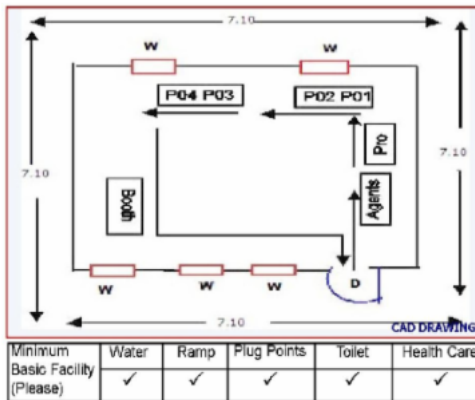 7.10
W W
P04 P03 P02 P01
Pro
7.10 7.10
Booth Agents
W W W D
7.10
CAD DRAWING
Minimum Basic Facility (Please) Water Ramp Plug Points Toilet Health Care
✓ ✓ ✓ ✓ ✓